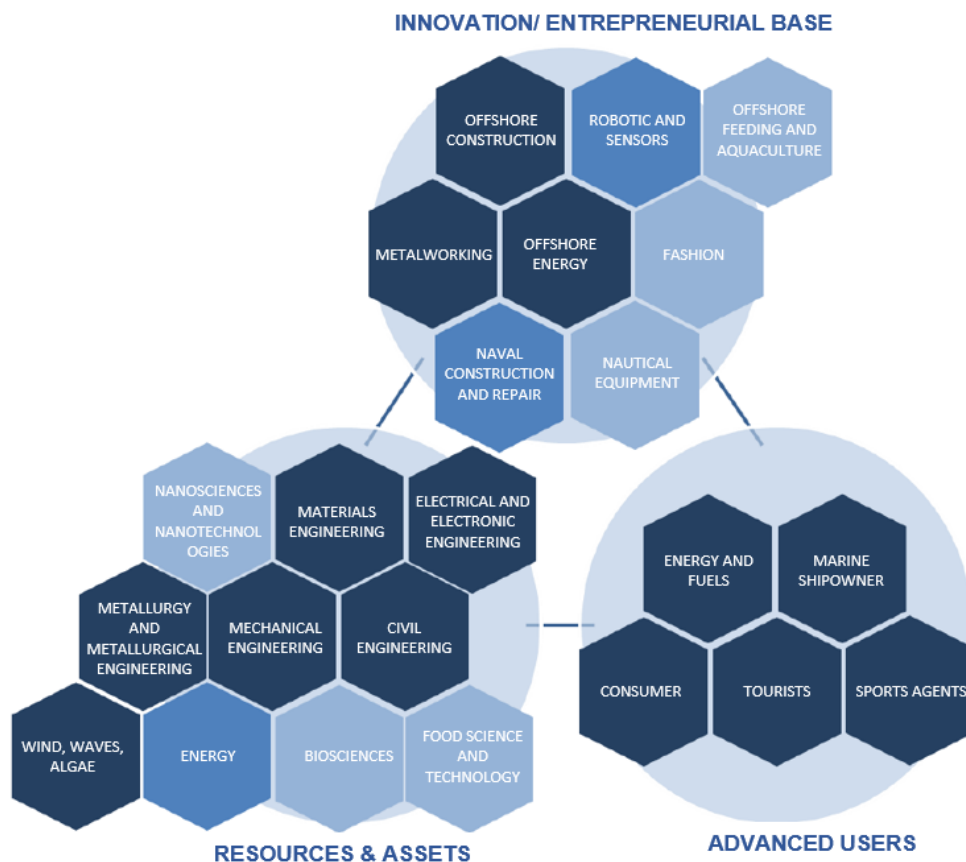 INNOVATION/ ENTREPRENEURIAL BASE
OFFSHORE
CONSTRUCTION
ROBOTIC AND
SENSORS
OFFSHORE
FEEDING AND
AQUACULTURE
METALWORKING
OFFSHORE
ENERGY
FASHION
NAVAL
CONSTRUCTION
AND REPAIR
NAUTICAL
EQUIPMENT
NANOSCIENCES
AND
NANOTECHNOL
OGIES
MATERIALS
ENGINEERING
ELECTRICAL AND
ELECTRONIC
ENGINEERING
METALLURGY
AND
METALLURGICAL
ENGINEERING
MECHANICAL
ENGINEERING
CIVIL
ENGINEERING
WIND, WAVES,
ALGAE
ENERGY
BIOSCIENCES
FOOD SCIENCE
AND
TECHNOLOGY
RESOURCES & ASSETS
ENERGY AND
FUELS
MARINE
SHIPOWNER
CONSUMER
TOURISTS
SPORTS AGENTS
ADVANCED USERS